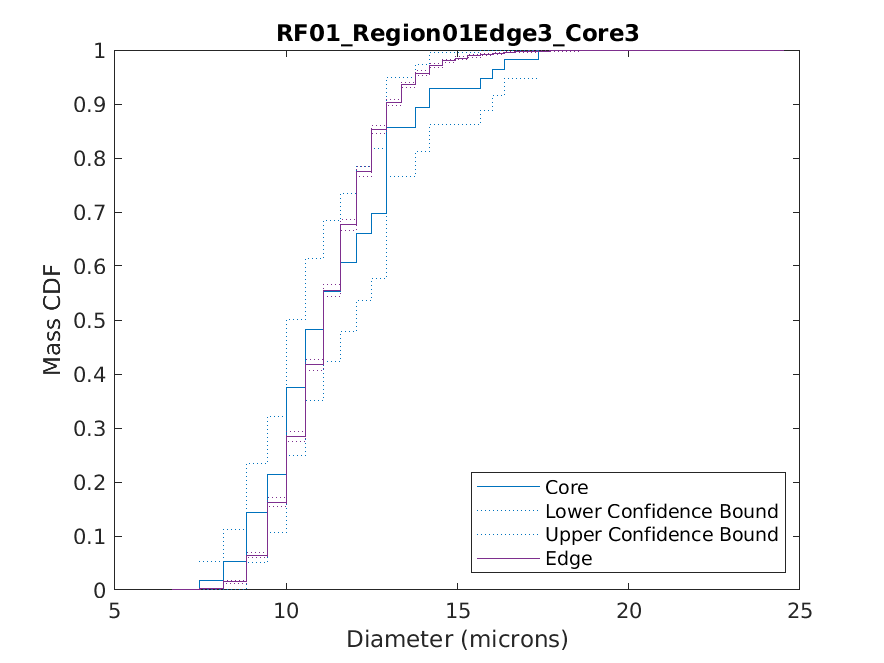 RF01_Region01Edge3_Core3
1
0.9
0.8
0.7
0.6
0.5
0.4
0.3
0.2
0.1
0
Mass CDF
5
10
15
20
25
Diameter (microns)
Core
Lower Confidence Bound
Upper Confidence Bound
Edge